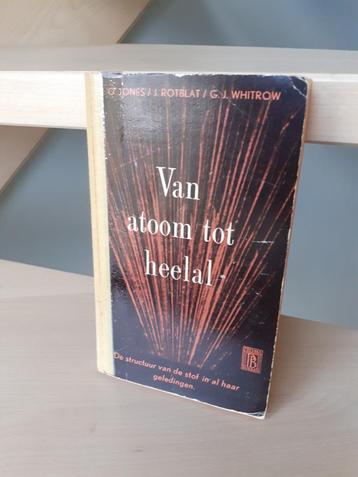 O. JONES / J. ROTBLAT / G. J. WHITROW
Van
atoom tot
heelal
De structuur van de stof in al haar
geledingen.